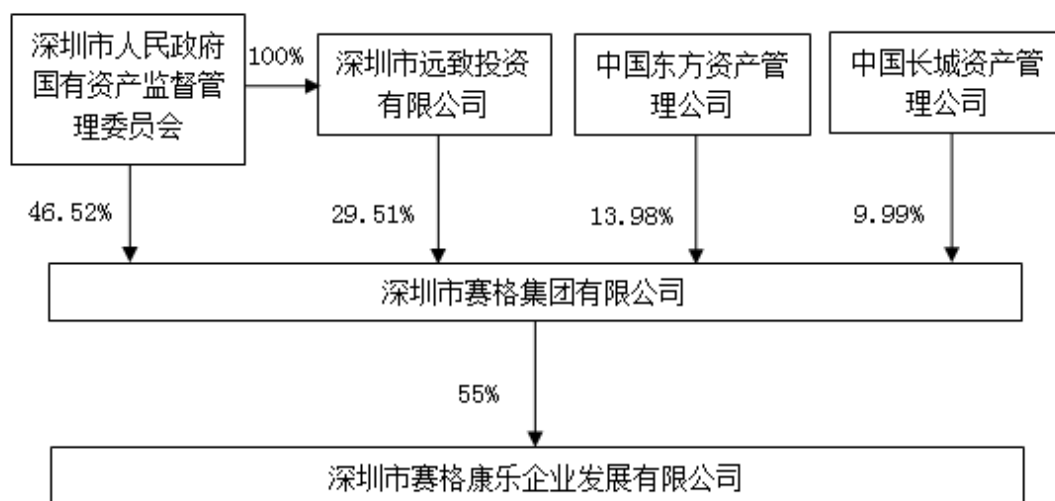 深圳市人民政府
国有资产监督管
理委员会
100%
深圳市远致投资
有限公司
中国东方资产管
理公司
中国长城资产管
理公司
46.52%
29.51%
13.98%
9.99%
深圳市赛格集团有限公司
55%
深圳市赛格康乐企业发展有限公司